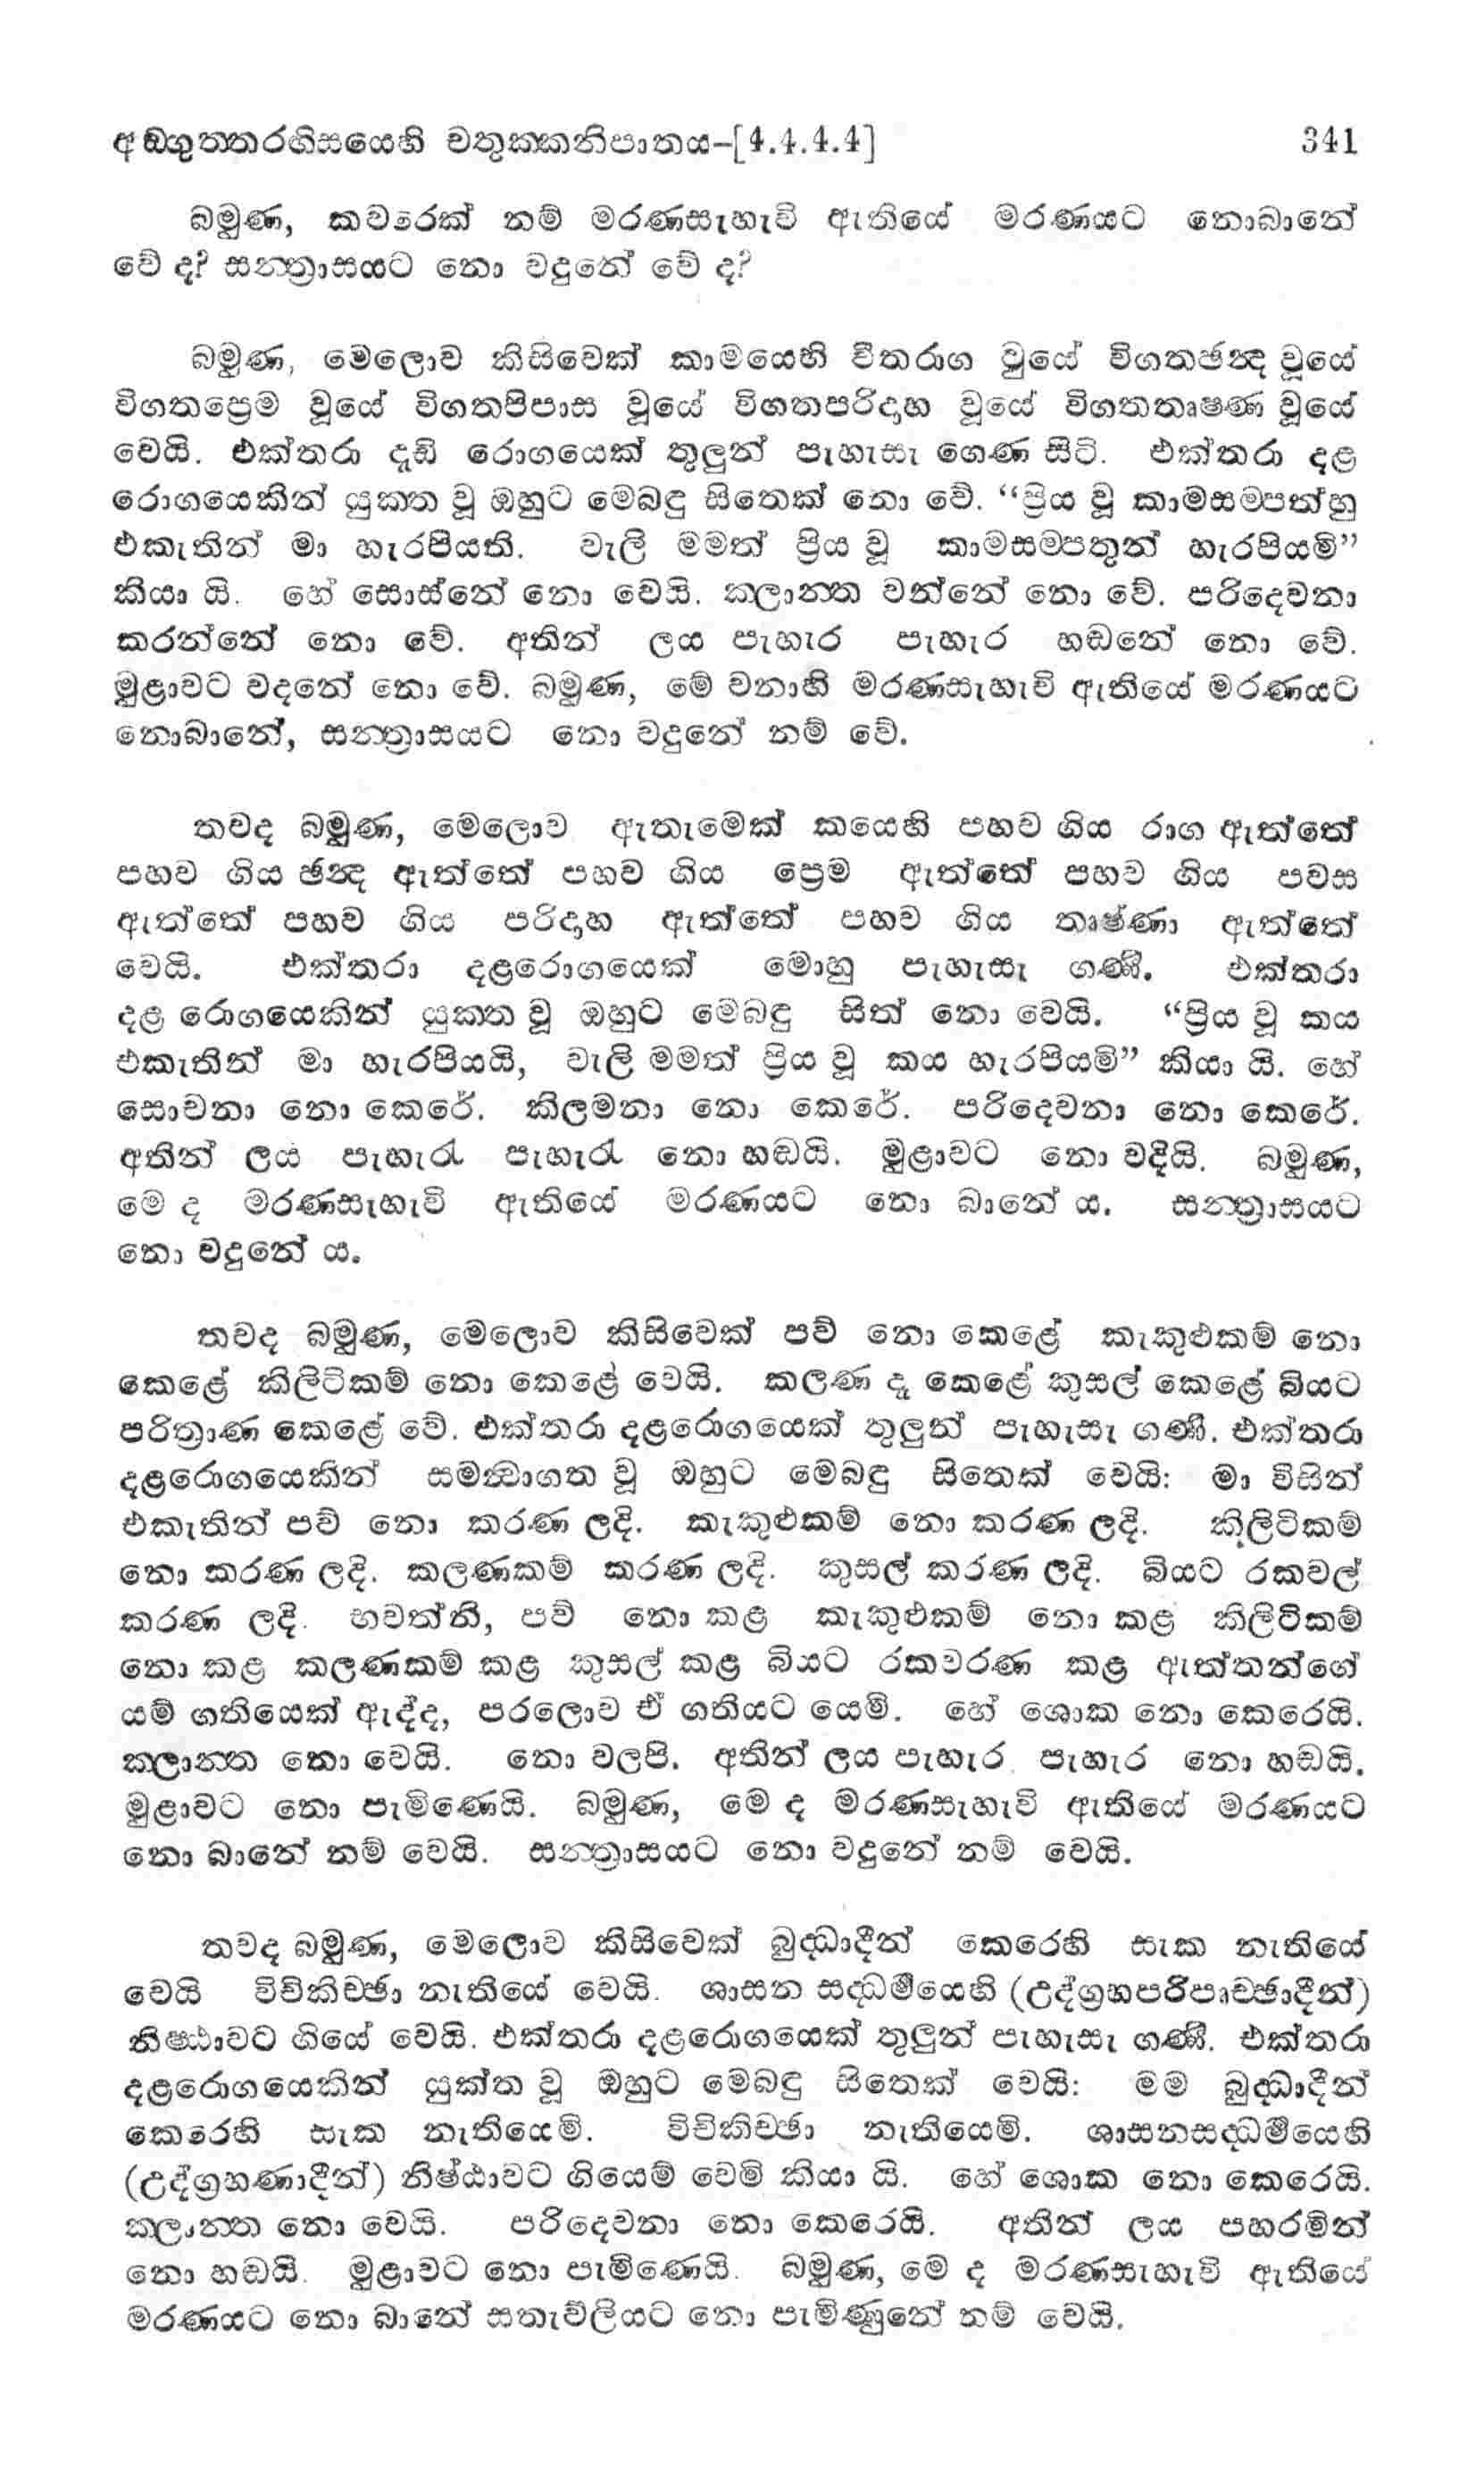 අඞ්ගුත්තරඟිසයෙහි චතුක්කනිපාතය–[4.4.4.4] 341
බමුණ, කවරෙක් නම් මරණසැහැවි ඇතියේ මරණයට නොබානේ
වේ ද? සන්ත්‍රාසයට නො වදුනේ වේ ද?
බමුණ, මෙලොව කිසිවෙක් කාමයෙහි වීතරාග වූයේ විගතඡන්‍ද වූයේ
විගතප්‍රෙම වූයේ විගතපිපාස වූයේ විගතපරිදාහ වූයේ විගතතෘෂ්ණ වූයේ
වෙයි. එක්තරා දැඩි රොගයෙක් තුලුන් පැහැසැ ගෙණ සිටි. එක්තරා දළ
රොගයෙකින් යුක්ත වූ ඔහුට මෙබඳු සිතෙක් නො වේ. “ප්‍රිය වූ කාමසම්පත්හු
එකැතින් මා හැරපියති. වැලි මමත් ප්‍රිය වූ කාමසම්පතුන් හැරපියමි”
කියා යි. හේ සොස්නේ නො වෙයි. ක්ලාන්ත වන්නේ නො වේ. පරිදෙවනා
කරන්නේ නො වේ. අතින් ලය පැහැර පැහැර හඬනේ නො වේ.
මුළාවට වදනේ නො වේ. බමුණ, මේ වනාහි මරණසැහැවි ඇතියේ මරණයට
නොබානේ, සන්ත්‍රාසයට නො වදුනේ නම් වේ.
තවද බමුණ, මෙලොව ඇතැමෙක් කයෙහි පහව ගිය රාග ඇත්තේ
පහව ගිය ඡන්‍ද ඇත්තේ පහව ගිය ප්‍රෙම ඇත්තේ පහව ගිය පවස
ඇත්තේ පහව ගිය පරිදාහ ඇත්තේ පහව ගිය තෘෂ්ණා ඇත්තේ
වෙයි. එක්තරා දළරොගයෙක් මොහු පැහැසැ ගණී. එක්තරා
දළ රොගයෙකින් යුක්ත වූ ඔහුට මෙබඳු සිත් නො වෙයි. “ප්‍රිය වූ කය
එකැතින් මා හැරපියයි, වැලි මමත් ප්‍රිය වූ කය හැරපියමි” කියා යි. හේ
සොචනා නො කෙරේ. කිලමනා නො කෙරේ. පරිදෙවනා නො කෙරේ.
අතින් ලය පැහැරැ පැහැරැ නො හඬයි. මුළාවට නො වදියි. බමුණ,
මෙ ද මරණසැහැවි ඇතියේ මරණයට නො බානේ ය. සන්ත්‍රාසයට
නො වදුනේ ය.
තවද බමුණ, මෙලොව කිසිවෙක් පව් නො කෙළේ කැකුළුකම් නො
කෙළේ කිලිටිකම් නො කෙළේ වෙයි. කලණ දෑ කෙළේ කුසල් කෙළේ බියට
පරිත්‍රාණ කෙළේ වේ. එක්තරා දළරොගයෙක් තුලුන් පැහැසැ ගණී. එක්තරා
දළරොගයෙකින් සමන්‍වාගත වූ ඔහුට මෙබඳු සිතෙක් වෙයි: මා විසින්
එකැතින් පව් නො කරණ ලදි. කැකුළුකම් නො කරණ ලදි. කිලිටිකම්
නො කරණ ලදි. කලණකම් කරණ ලදි. කුසල් කරණ ලදි. බියට රකවල්
කරණ ලදි. භවත්නි, පව් නො කළ කැකුළුකම් නො කළ කිලිටිකම්
නො කළ කලණකම් කළ කුසල් කළ බියට රකවරණ කළ ඇත්තන්ගේ
යම් ගතියෙක් ඇද්ද, පරලොව ඒ ගතියට යෙමි. හේ ශොක නො කෙරෙයි.
ක්ලාන්ත නො වෙයි. නො වලපි. අතින් ලය පැහැර පැහැර නො හඬයි.
මුළාවට නො පැමිණෙයි. බමුණ, මෙ ද මරණසැහැවි ඇතියේ මරණයට
නො බානේ නම් වෙයි. සන්ත්‍රාසයට නො වදුනේ නම් වෙයි.
තවද බමුණ, මෙලොව කිසිවෙක් බුද්ධාදීන් කෙරෙහි සැක නැතියේ
වෙයි විචිකිච්ඡා නැතියේ වෙයි. ශාසන සද්ධර්මයෙහි (උද්ග්‍රහපරිපෘච්ඡාදීන්)
නිෂ්ඨාවට ගියේ වෙයි. එක්තරා දළරොගයෙක් තුලුන් පැහැසැ ගණී. එක්තරා
දළරොගයෙකින් යුක්ත වූ ඔහුට මෙබඳු සිතෙක් වෙයි: මම බුද්ධාදීන්
කෙරෙහි සැක නැතියෙමි. විචිකිච්ඡා නැතියෙමි. ශාසනසද්ධර්මයෙහි
(උද්ග්‍රහණාදීන්) නිෂ්ඨාවට ගියෙම් වෙමි කියා යි. හේ ශොක නො කෙරෙයි.
ක්ලාන්ත නො වෙයි. පරිදෙවනා නො කෙරෙයි. අතින් ලය පහරමින්
නො හඬයි. මුළාවට නො පැමිණෙයි. බමුණ, මෙ ද මරණසැහැවි ඇතියේ
මරණයට නො බානේ සතැව්ලියට නො පැමිණුනේ නම් වෙයි.